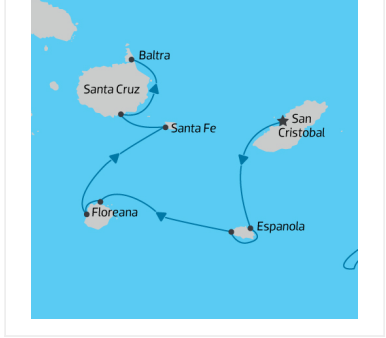 Baltra
Santa Cruz
Santa Fe
San
Cristobal
Floreana
Espanola